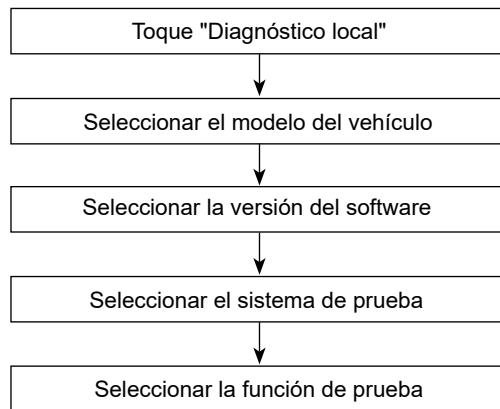 Toque "Diagnóstico local"
Seleccionar el modelo del vehículo
Seleccionar la versión del software
Seleccionar el sistema de prueba
Seleccionar la función de prueba